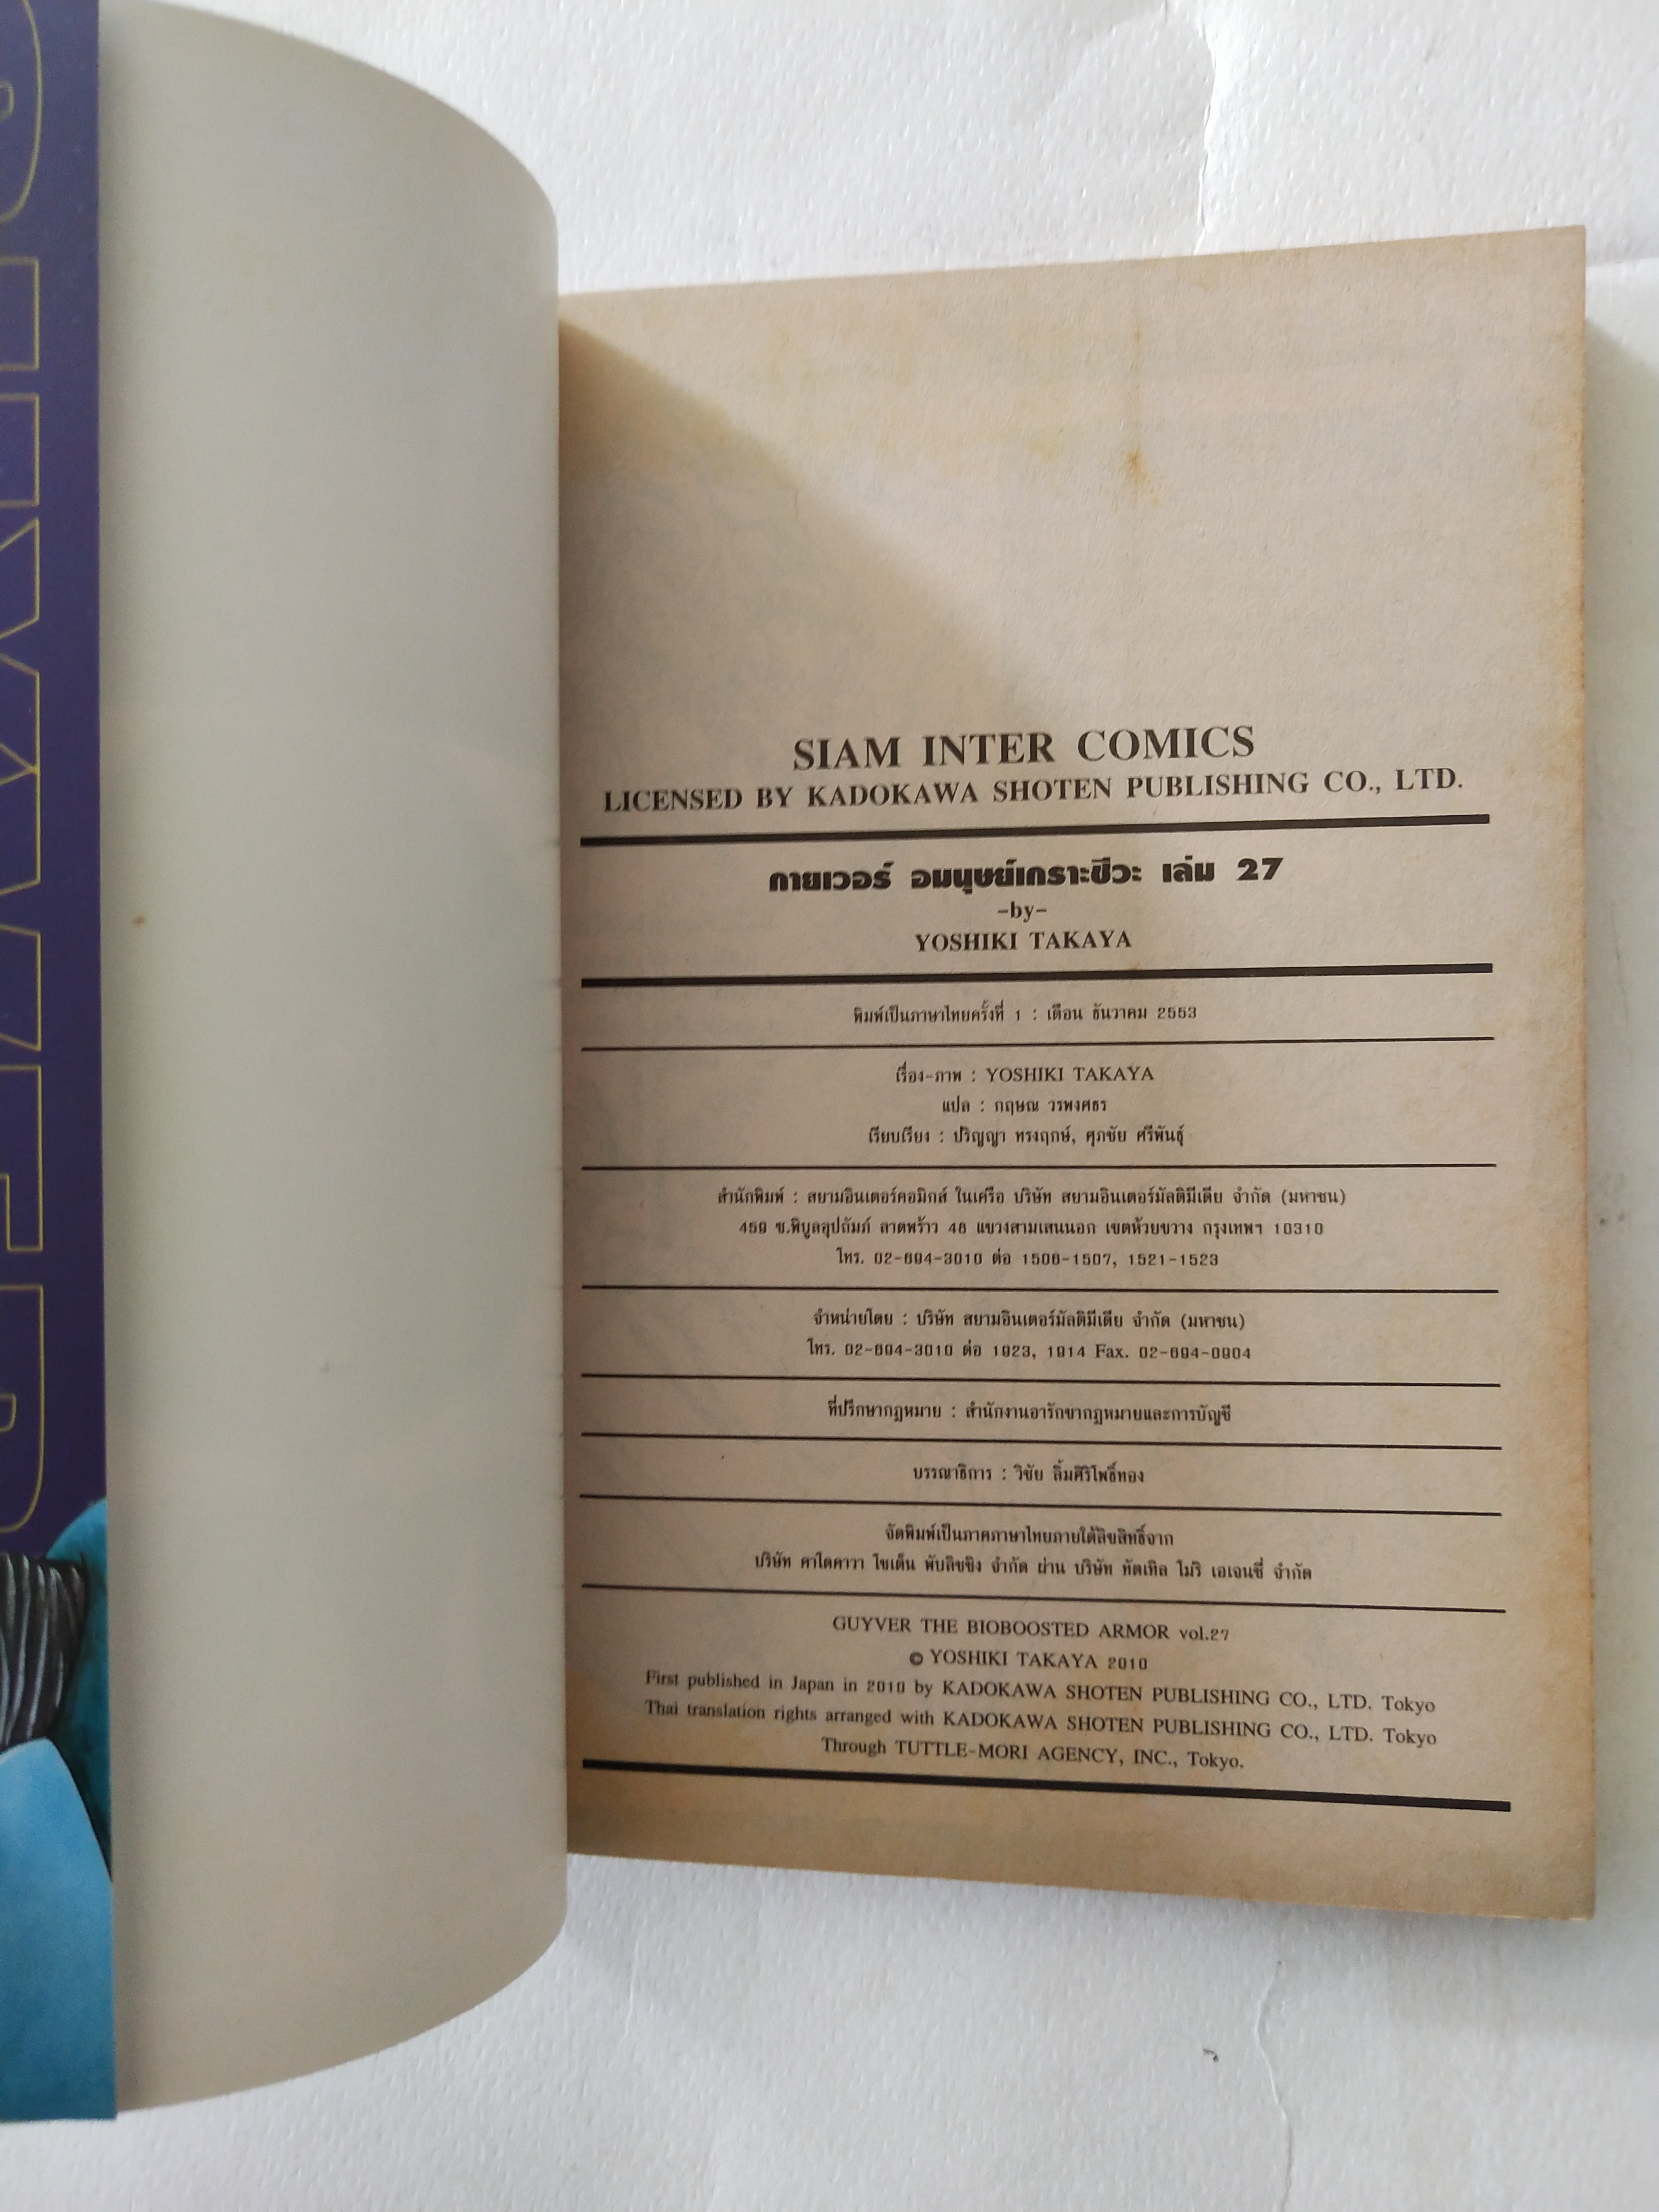 SIAM INTER COMICS
LICENSED BY KADOKAWA SHOTEN PUBLISHING CO., LTD.
กายเวอร์ อมนุษย์เกราะชีวะ เล่ม 27
-by-
YOSHIKI TAKAYA
พิมพ์เป็นภาษาไทยครั้งที่ 1 : เดือน ธันวาคม 2553
เรื่อง-ภาพ : YOSHIKI TAKAYA
แปล : กฤษณ วรพงศธร
เรียบเรียง : ปริญญา ทรงฤกษ์, ศุภชัย ศรีพันธุ์
สำนักพิมพ์ : สยามอินเตอร์คอมิกส์ ในเครือ บริษัท สยามอินเตอร์มัลติมีเดีย จำกัด (มหาชน)
459 ซ.พิบูลอุปถัมภ์ ลาดพร้าว 48 แขวงสามเสนนอก เขตห้วยขวาง กรุงเทพฯ 10310
โทร. 02-694-3010 ต่อ 1506-1507, 1521-1523
จำหน่ายโดย : บริษัท สยามอินเตอร์มัลติมีเดีย จำกัด (มหาชน)
โทร. 02-694-3010 ต่อ 1923, 1914 Fax. 02-694-0904
ที่ปรึกษากฎหมาย : สำนักงานอารักขากฎหมายและการบัญชี
บรรณาธิการ : วิชัย ลิ้มศิริโพธิ์ทอง
จัดพิมพ์เป็นภาคภาษาไทยภายใต้ลิขสิทธิ์จาก
บริษัท คาโดคาวา โชเต็น พับลิชชิง จำกัด ผ่าน บริษัท ทัตเทิล โมริ เอเจนซี่ จำกัด
GUYVER THE BIOBOOSTED ARMOR vol.27
© YOSHIKI TAKAYA 2010
First published in Japan in 2010 by KADOKAWA SHOTEN PUBLISHING CO., LTD. Tokyo
Thai translation rights arranged with KADOKAWA SHOTEN PUBLISHING CO., LTD. Tokyo
Through TUTTLE-MORI AGENCY, INC., Tokyo.